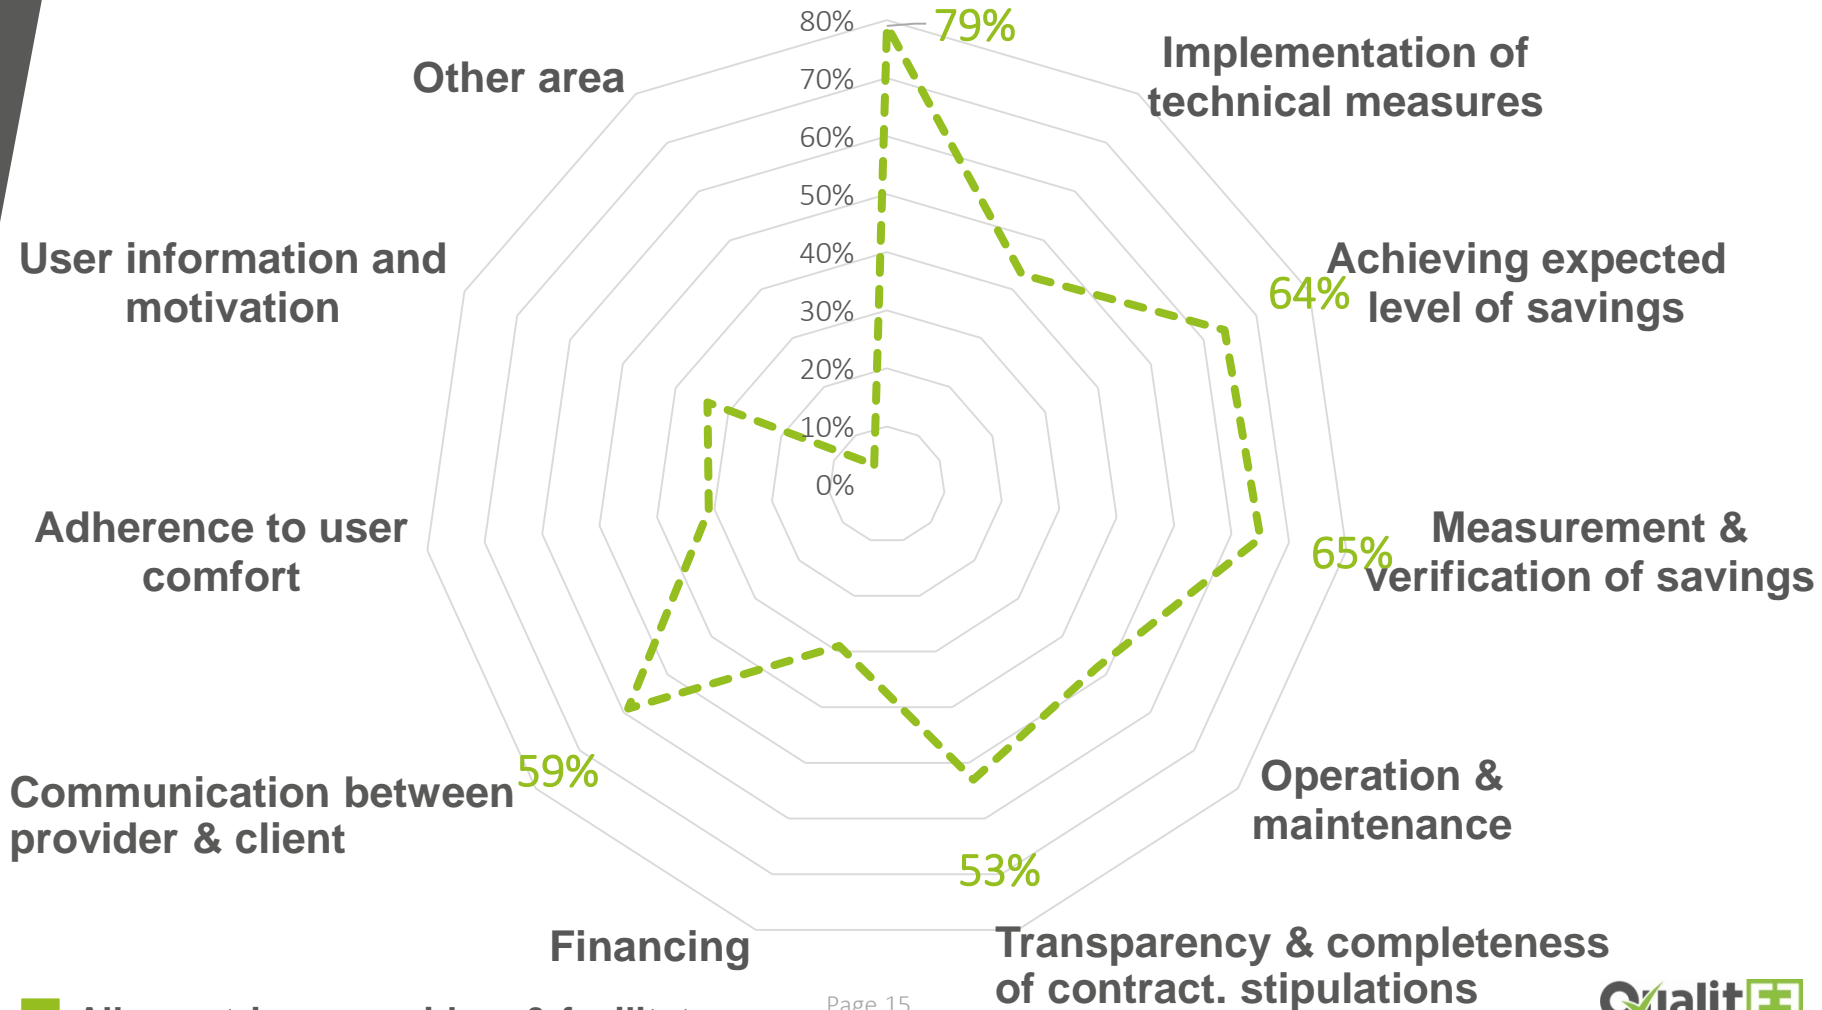 80%
79%
Implementation of
technical measures
Other area
70%
60%
50%
40%
30%
20%
10%
0%
User information and
motivation
Achieving expected
64%
level of savings
Adherence to user
comfort
Measurement &
65%
verification of savings
Operation &
maintenance
59%
Communication between
provider & client
53%
Financing
Transparency & completeness
of contract. stipulations
Page 15